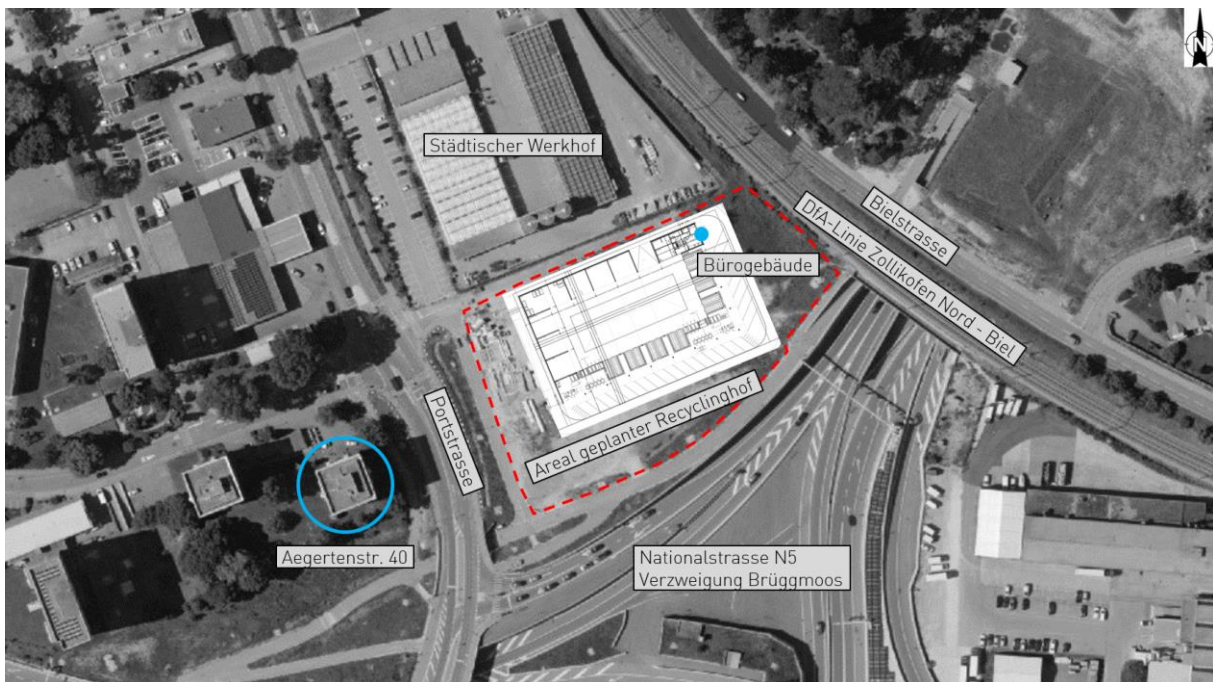 N
Städtischer Werkhof
Bielstrasse
DfA-Linie Zollikofen Nord - Biel
Bürogebäude
Areal geplanter Recyclinghof
Portstrasse
Aegertenstr. 40
Nationalstrasse N5
Verzweigung Brüggmoos